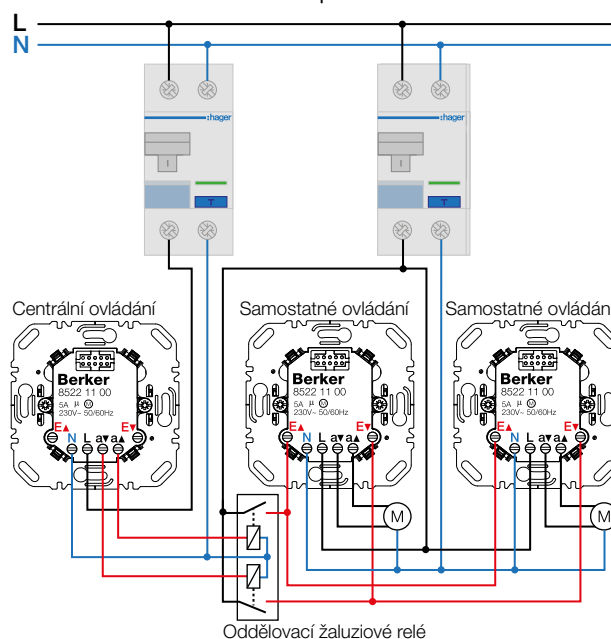 L
N
:hager
I
T
:hager
I
T
Centrální ovládání
Samostatné ovládání
Samostatné ovládán
Berker
8522 11 00
5A µ M
230V~ 50/60Hz
E▲ N L a▼ a▲ E▼
Berker
8522 11 00
5A µ M
230V~ 50/60Hz
E▲ N L a▼ a▲ E▼
Berker
8522 11 00
5A µ M
230V~ 50/60Hz
E▲ N L a▼ a▲ E▼
M
M
Oddělovací žaluziové relé